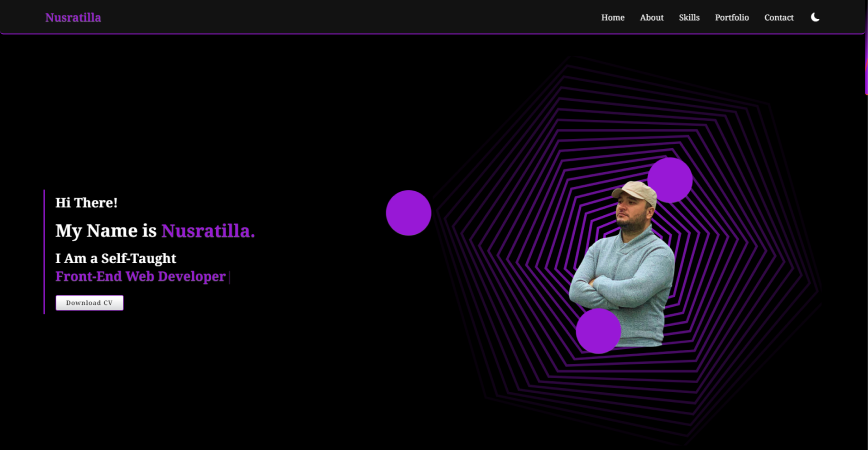 Nusratilla
Home About Skills Portfolio Contact
Hi There!
My Name is Nusratilla.
I Am a Self-Taught
Front-End Web Developer
Download CV